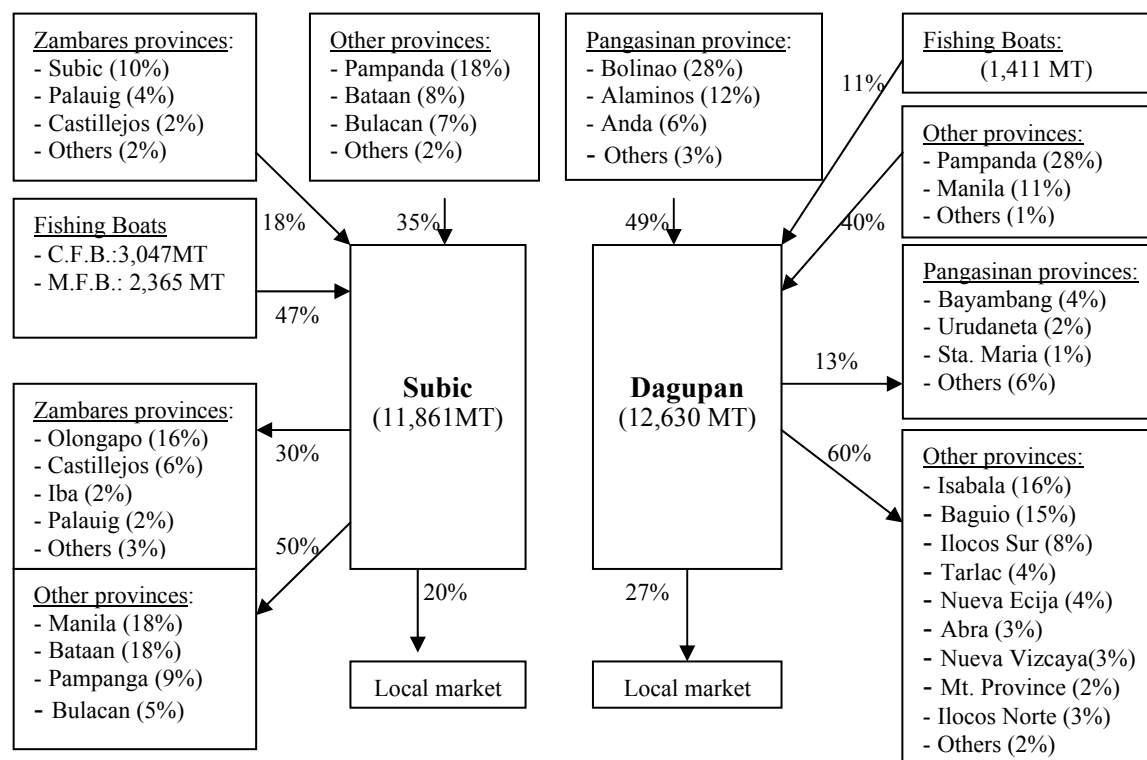 Zambares provinces:
- Subic (10%)
- Palauig (4%)
- Castillejos (2%)
- Others (2%)
Other provinces:
- Pampanda (18%)
- Bataan (8%)
- Bulacan (7%)
- Others (2%)
Pangasinan province:
- Bolinao (28%)
- Alaminos (12%)
- Anda (6%)
- Others (3%)
Fishing Boats:
(1,411 MT)
11%
Other provinces:
- Pampanda (28%)
- Manila (11%)
- Others (1%)
Fishing Boats
- C.F.B.:3,047MT
- M.F.B.: 2,365 MT
18%
35%
49%
40%
47%
Pangasinan provinces:
- Bayambang (4%)
- Urudaneta (2%)
- Sta. Maria (1%)
- Others (6%)
Subic
(11,861MT)
Dagupan
(12,630 MT)
13%
Zambares provinces:
- Olongapo (16%)
- Castillejos (6%)
- Iba (2%)
- Palauig (2%)
- Others (3%)
30%
60%
Other provinces:
- Isabala (16%)
- Baguio (15%)
- Ilocos Sur (8%)
- Tarlac (4%)
- Nueva Ecija (4%)
- Abra (3%)
- Nueva Vizcaya(3%)
- Mt. Province (2%)
- Ilocos Norte (3%)
- Others (2%)
50%
Other provinces:
- Manila (18%)
- Bataan (18%)
- Pampanga (9%)
- Bulacan (5%)
20%
27%
Local market
Local market